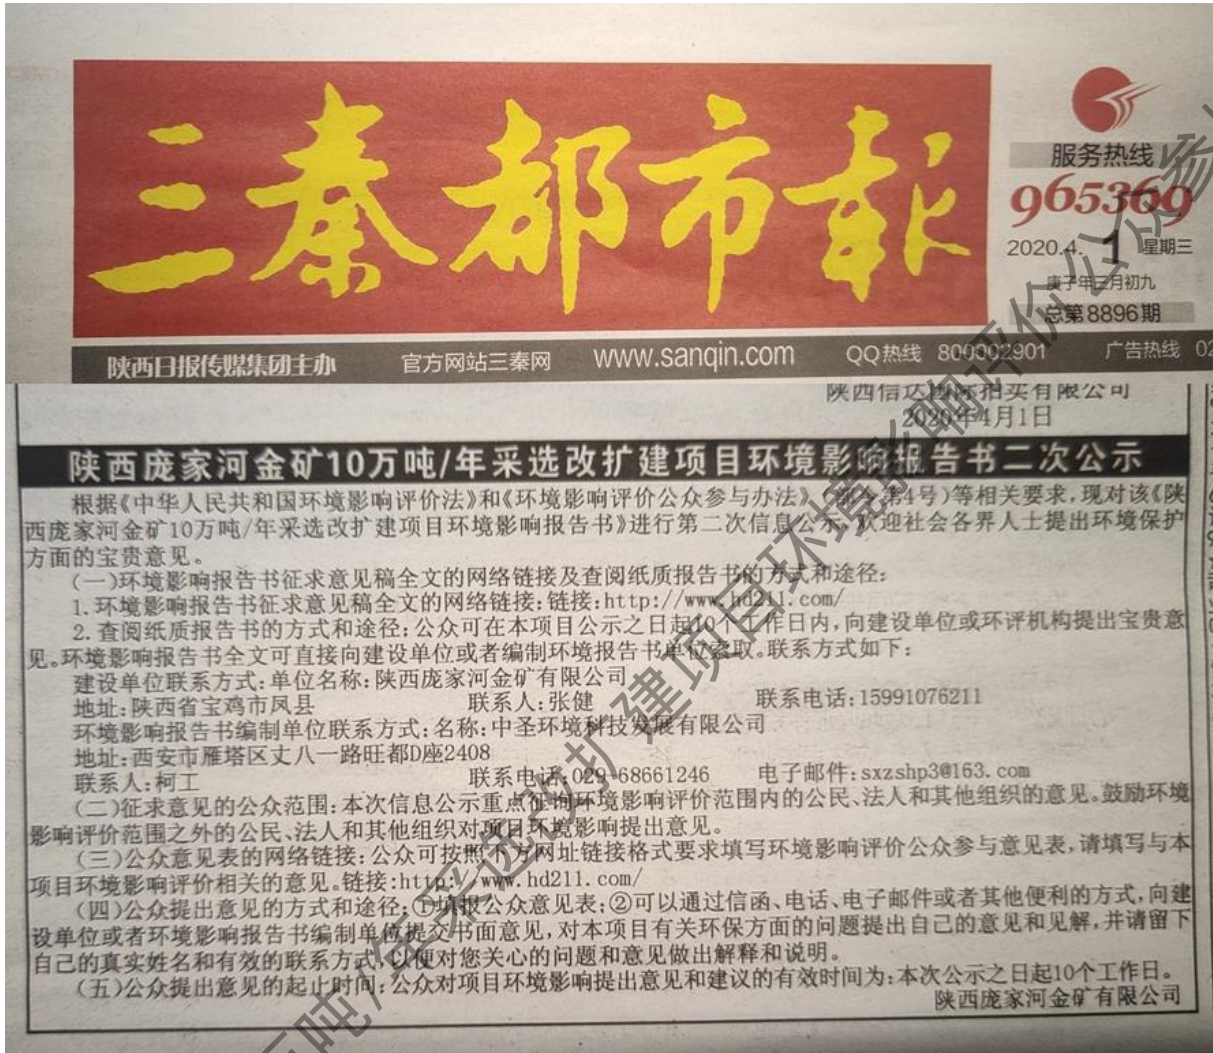 三秦都市报
服务热线
965369
2020.4. 1 星期三
庚子年三月初九
总第8896期
陕西日报传媒集团主办 官方网站三秦网 www.sanqin.com QQ热线 800002901 广告热线 02
陕西信达国际拍卖有限公司
2020年4月1日
陕西庞家河金矿10万吨/年采选改扩建项目环境影响报告书二次公示
根据《中华人民共和国环境影响评价法》和《环境影响评价公众参与办法》(部令第4号)等相关要求,现对该《陕
西庞家河金矿10万吨/年采选改扩建项目环境影响报告书》进行第二次信息公示,欢迎社会各界人士提出环境保护
方面的宝贵意见。
(一)环境影响报告书征求意见稿全文的网络链接及查阅纸质报告书的方式和途径:
1.环境影响报告书征求意见稿全文的网络链接:链接:http://www.hd211.com/
2.查阅纸质报告书的方式和途径:公众可在本项目公示之日起10个工作日内,向建设单位或环评机构提出宝贵意
见。环境影响报告书全文可直接向建设单位或者编制环境报告书单位索取。联系方式如下:
建设单位联系方式:单位名称:陕西庞家河金矿有限公司
地址:陕西省宝鸡市凤县 联系人:张健 联系电话:15991076211
环境影响报告书编制单位联系方式:名称:中圣环境科技发展有限公司
地址:西安市雁塔区丈八一路旺都D座2408
联系人:柯工 联系电话:029-68661246 电子邮件:sxzshp3@163.com
(二)征求意见的公众范围:本次信息公示重点征询环境影响评价范围内的公民、法人和其他组织的意见。鼓励环境
影响评价范围之外的公民、法人和其他组织对项目环境影响提出意见。
(三)公众意见表的网络链接:公众可按照下方网址链接格式要求填写环境影响评价公众参与意见表,请填写与本
项目环境影响评价相关的意见。链接:http://www.hd211.com/
(四)公众提出意见的方式和途径:①填报公众意见表;②可以通过信函、电话、电子邮件或者其他便利的方式,向建
设单位或者环境影响报告书编制单位提交书面意见,对本项目有关环保方面的问题提出自己的意见和见解,并请留下
自己的真实姓名和有效的联系方式,以便对您关心的问题和意见做出解释和说明。
(五)公众提出意见的起止时间:公众对项目环境影响提出意见和建议的有效时间为:本次公示之日起10个工作日。
陕西庞家河金矿有限公司
万吨/年采选改扩建项目环境影响评价公众参